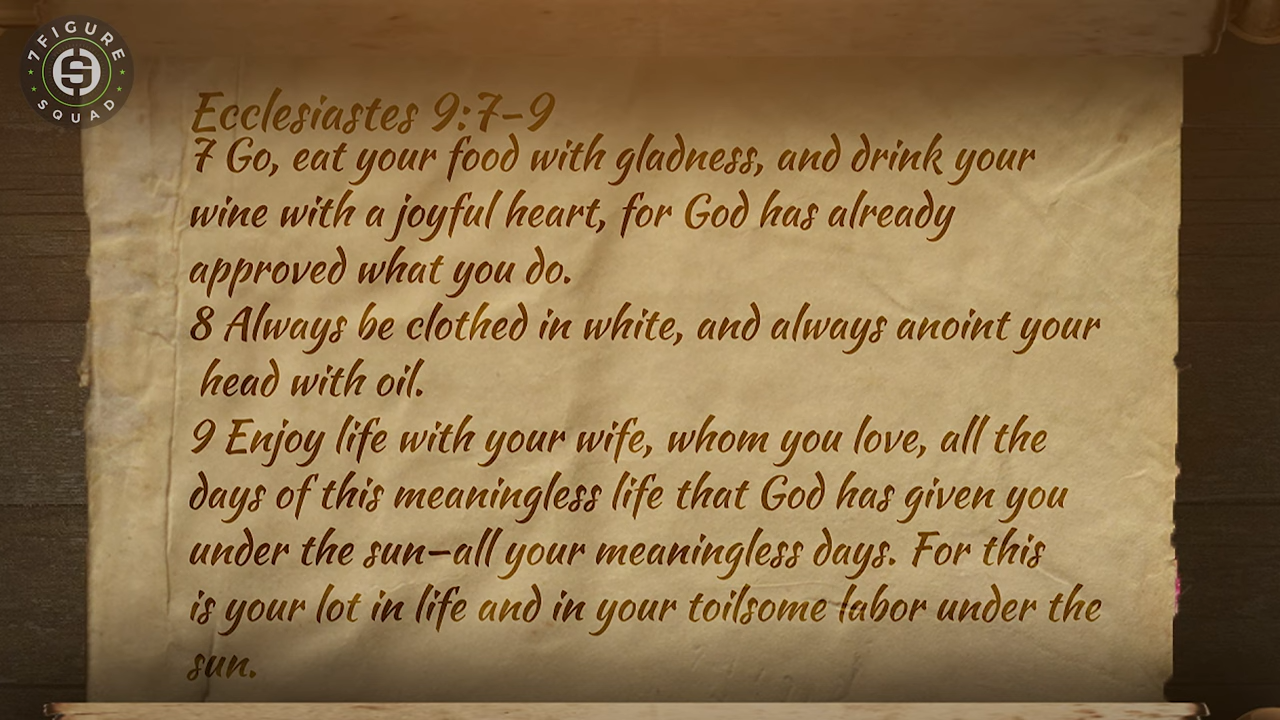 7 FIGURE
SQUAD
Ecclesiastes 9:7-9
7 Go, eat your food with gladness, and drink your
wine with a joyful heart, for God has already
approved what you do.
8 Always be clothed in white, and always anoint your
head with oil.
9 Enjoy life with your wife, whom you love, all the
days of this meaningless life that God has given you
under the sun—all your meaningless days. For this
is your lot in life and in your toilsome labor under the
sun.